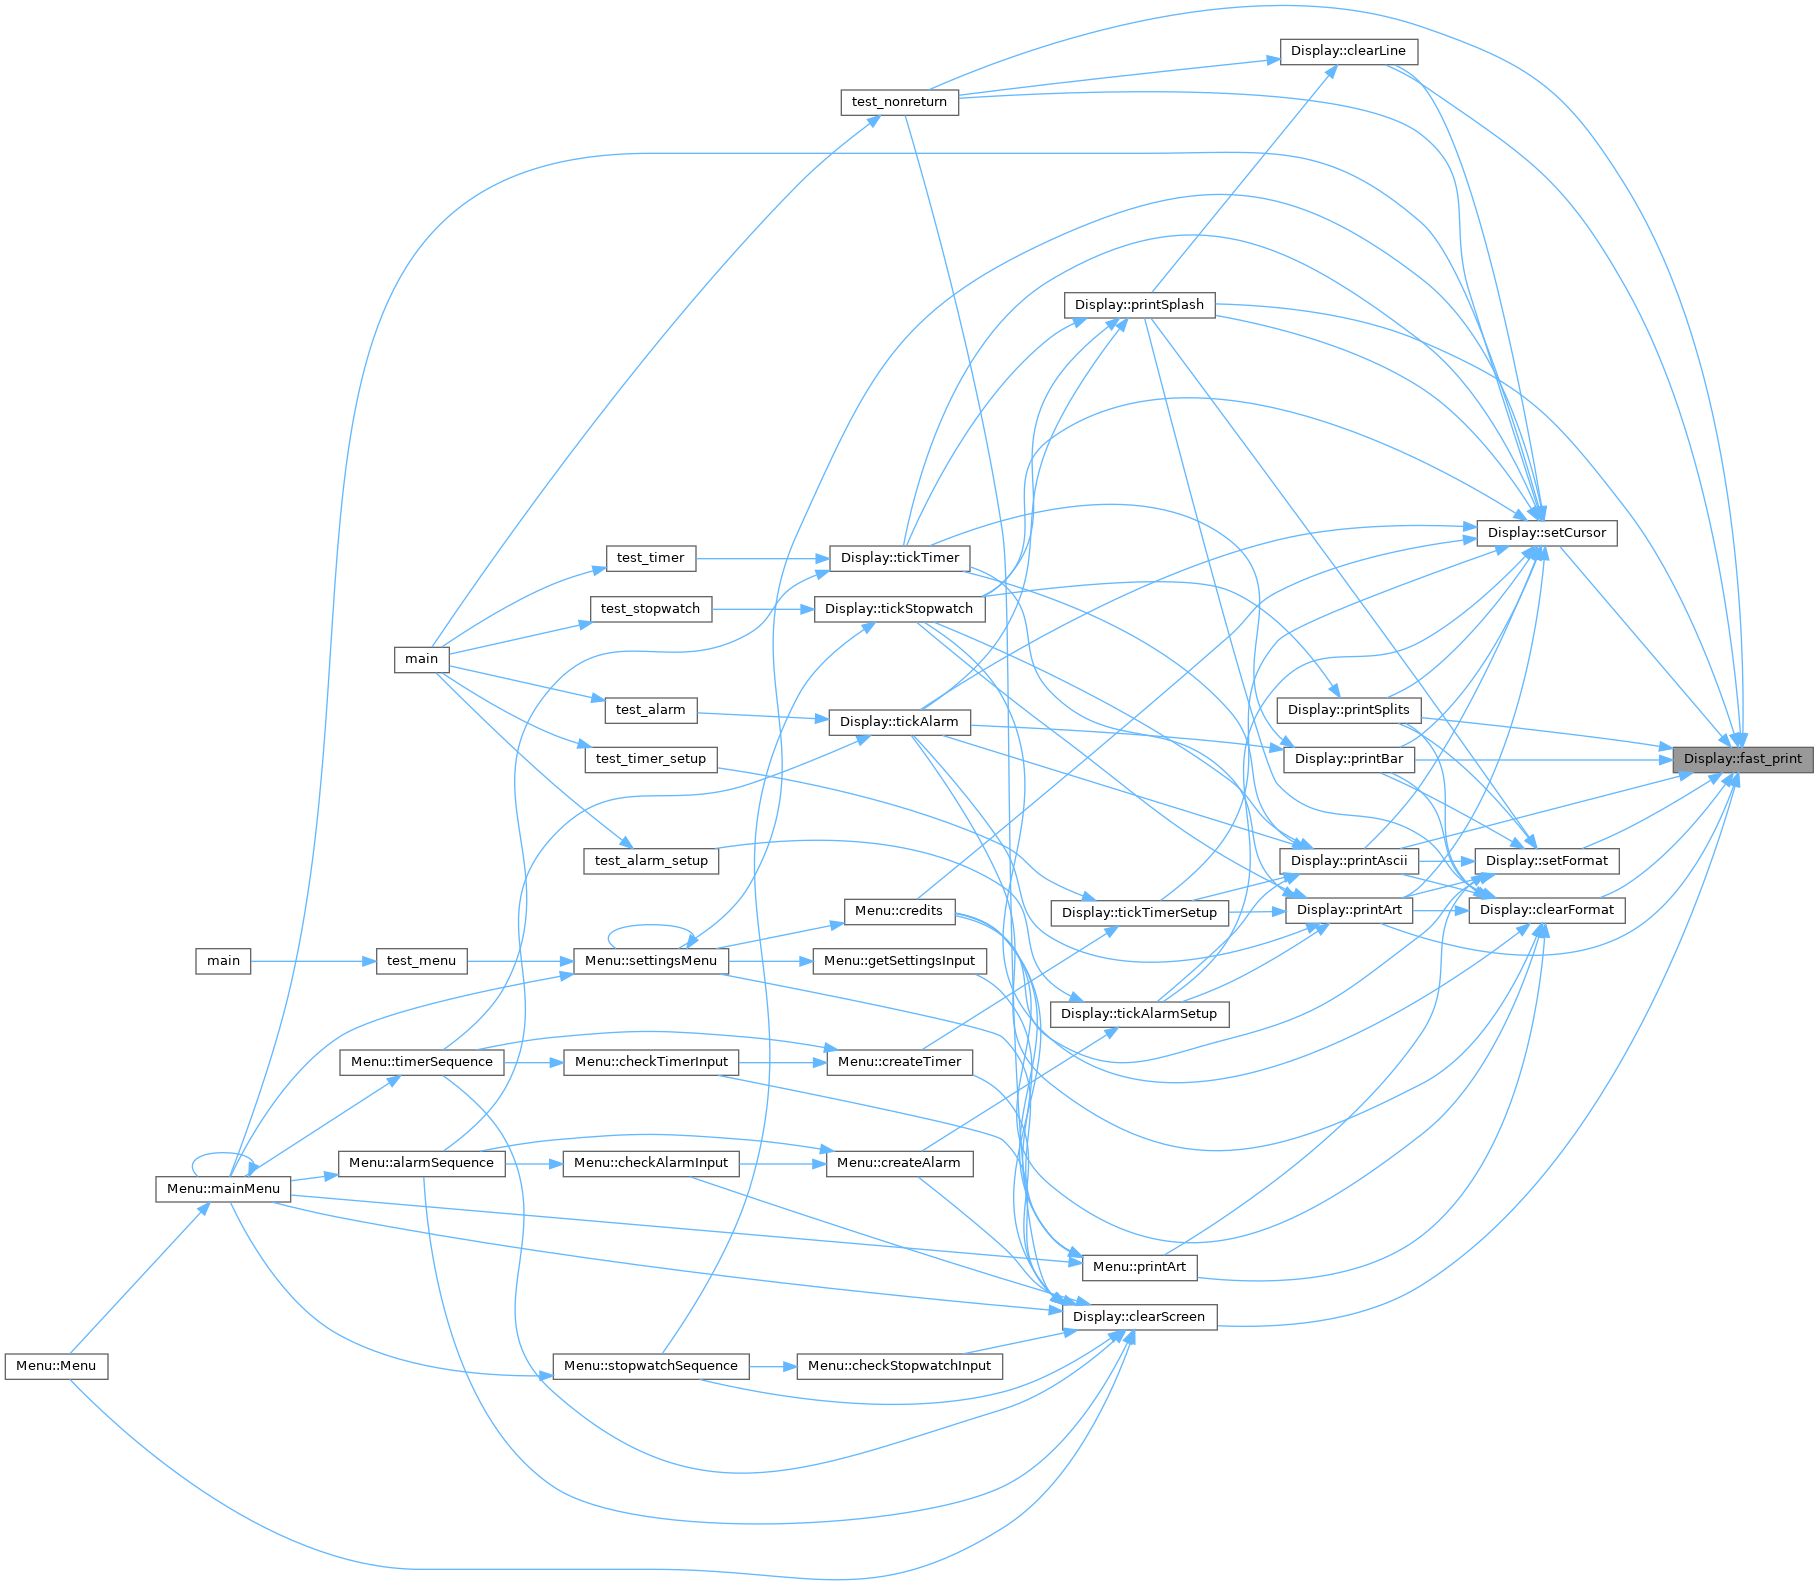 Display::clearLine
test_nonreturn
Display::printSplash
Display::setCursor
test_timer
Display::tickTimer
test_stopwatch
Display::tickStopwatch
main
test_alarm
Display::tickAlarm
Display::printSplits
test_timer_setup
Display::printBar
Display::fast_print
test_alarm_setup
Display::printAscii
Display::setFormat
Menu::credits
Display::tickTimerSetup
Display::printArt
Display::clearFormat
main
test_menu
Menu::settingsMenu
Menu::getSettingsInput
Display::tickAlarmSetup
Menu::timerSequence
Menu::checkTimerInput
Menu::createTimer
Menu::alarmSequence
Menu::checkAlarmInput
Menu::createAlarm
Menu::mainMenu
Menu::printArt
Display::clearScreen
Menu::Menu
Menu::stopwatchSequence
Menu::checkStopwatchInput